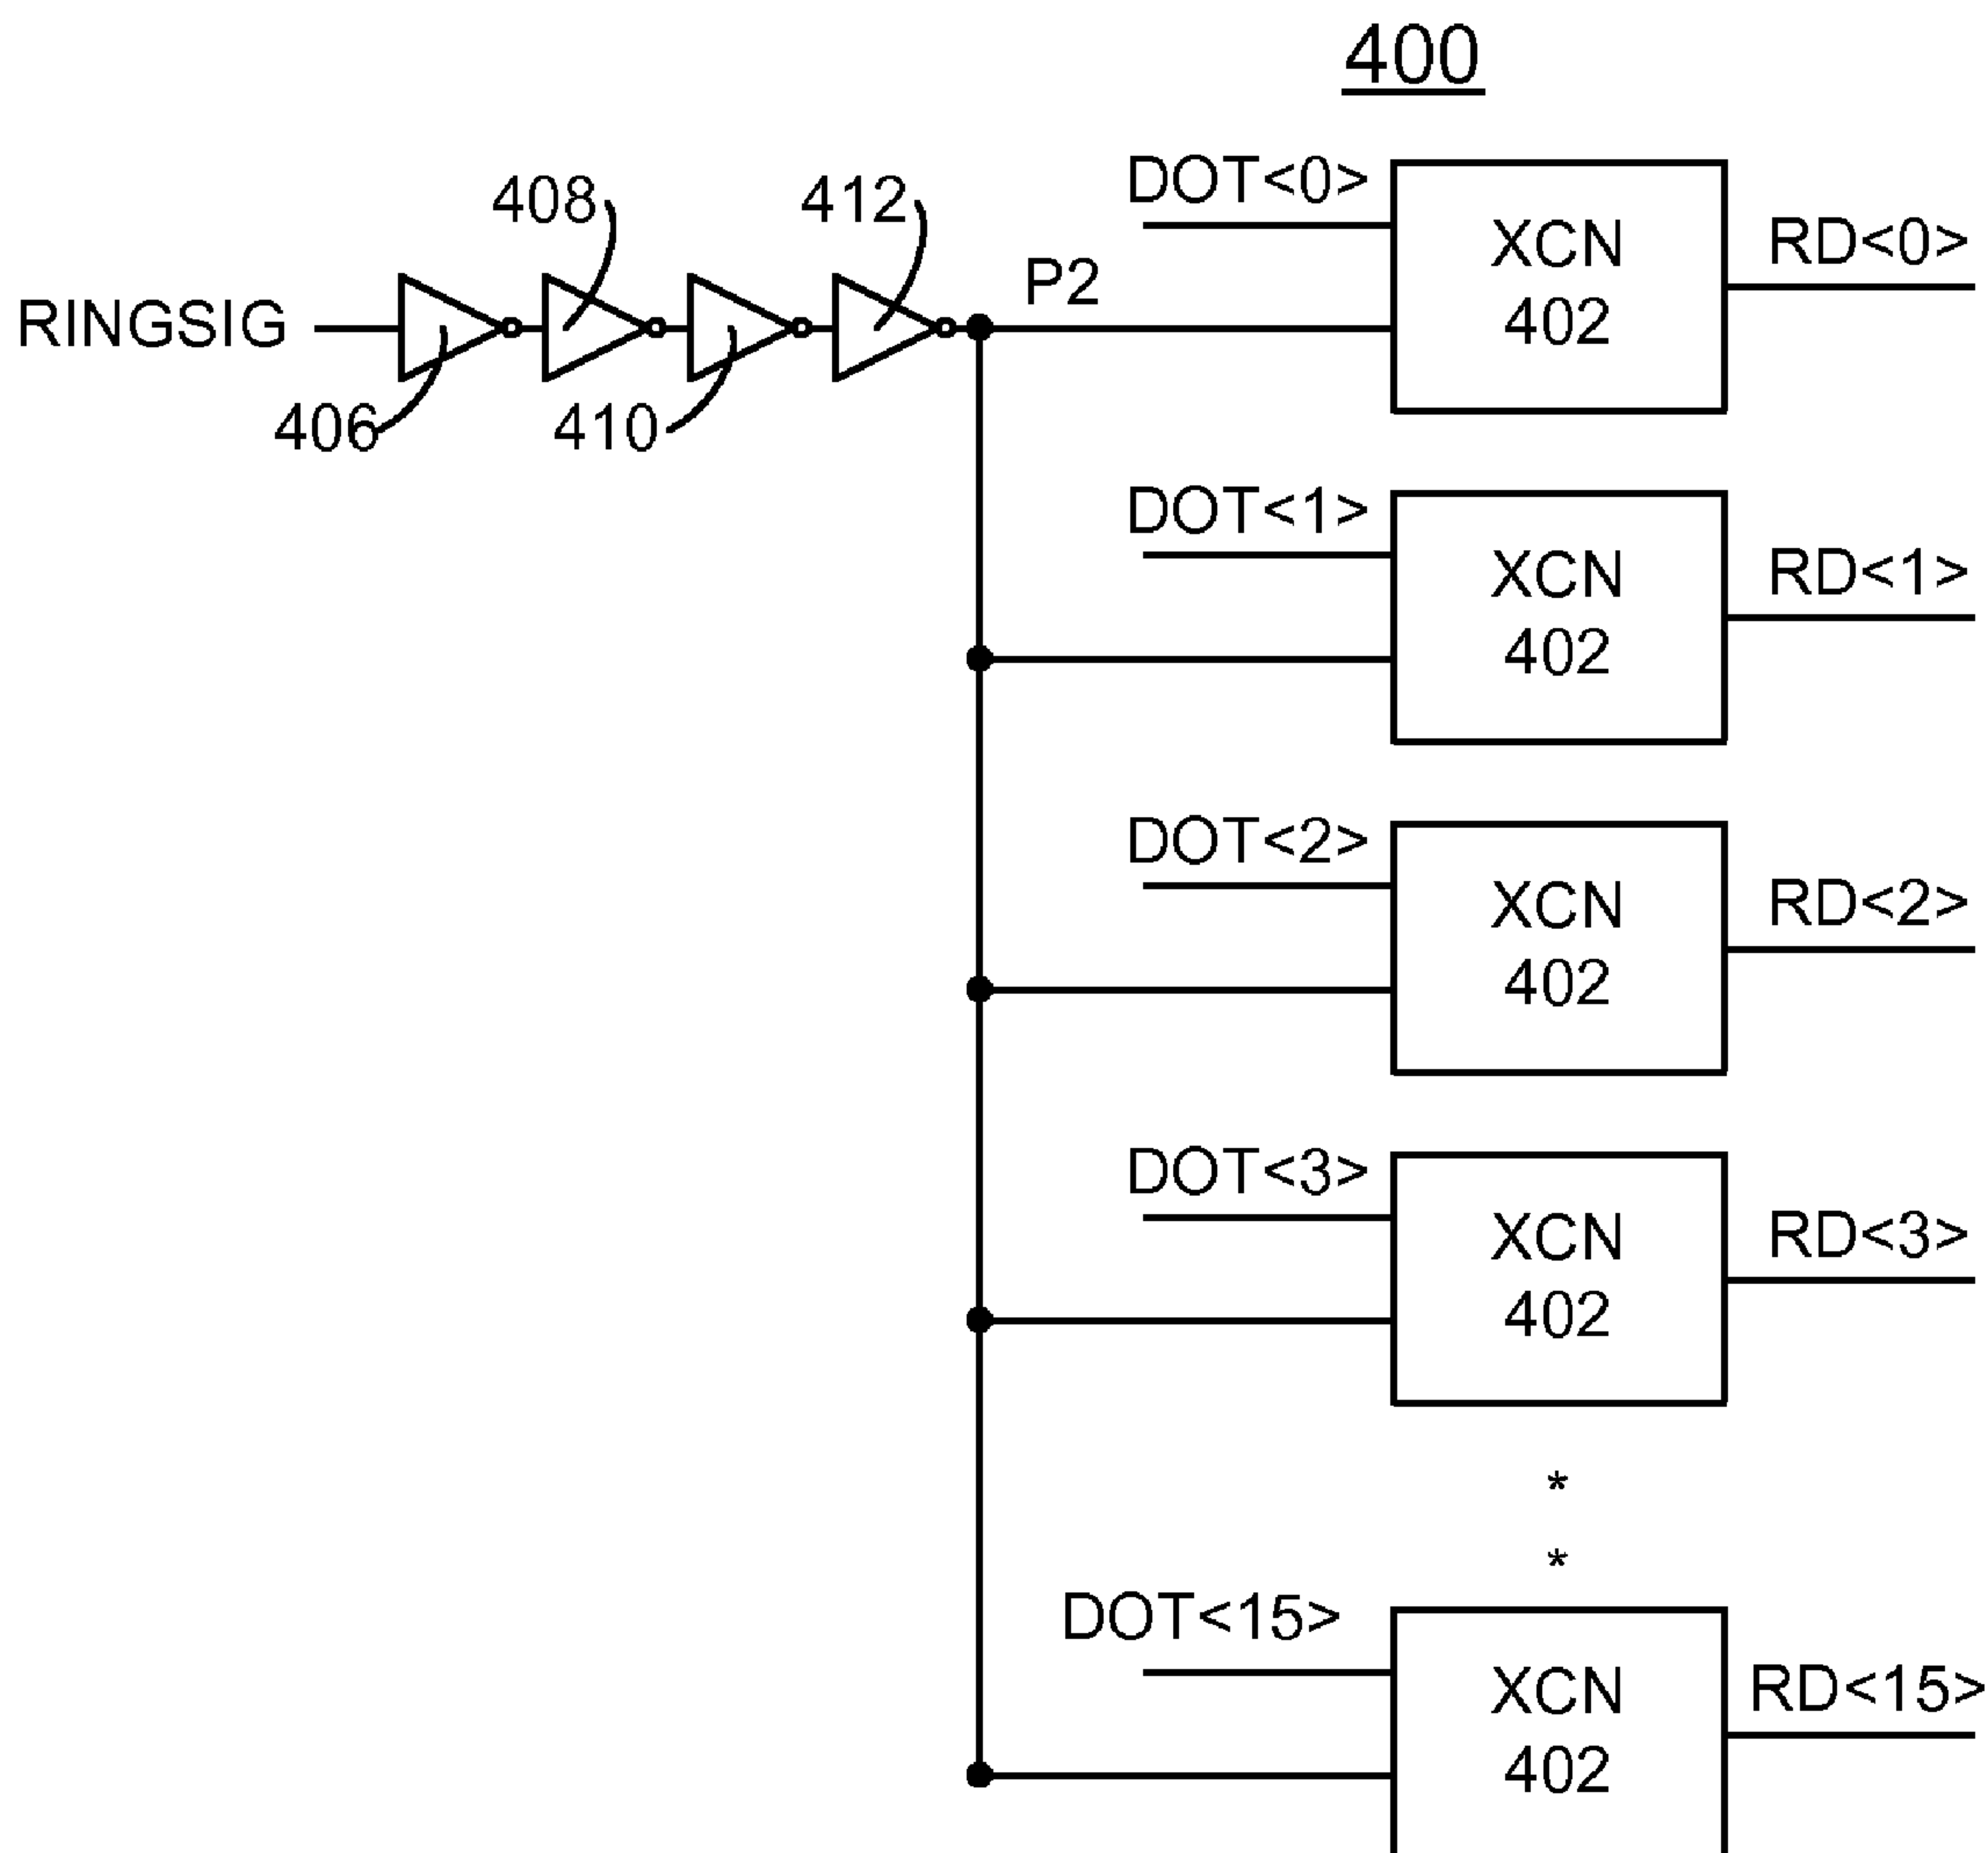 400
DOT<0>
XCN
402
RD<0>
408
412
P2
RINGSIG
406
410
DOT<1>
XCN
402
RD<1>
DOT<2>
XCN
402
RD<2>
DOT<3>
XCN
402
RD<3>
*
*
DOT<15>
XCN
402
RD<15>